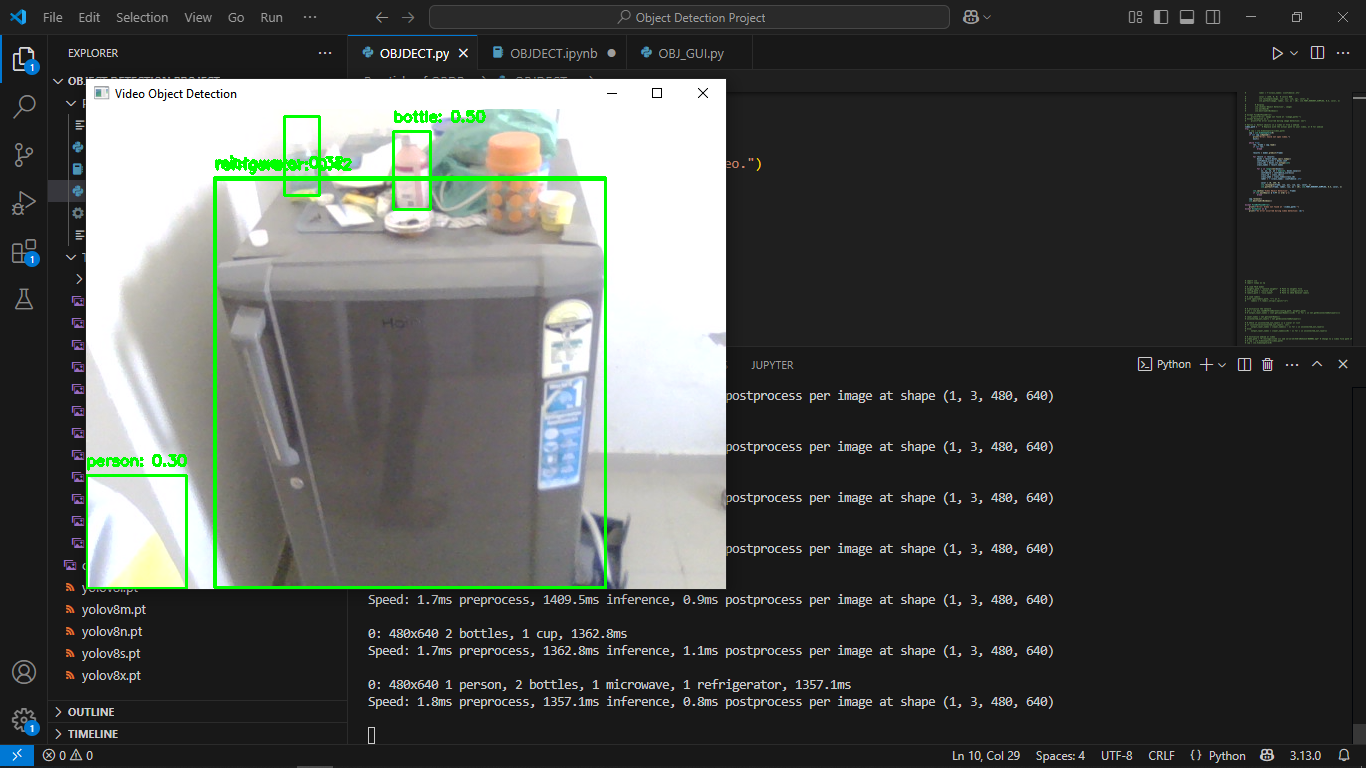 File Edit Selection View Go Run ···
Object Detection Project
EXPLORER ···
OBJDECT.py
OBJDECT.ipynb
OBJ_GUI.py
Video Object Detection
bottle: 0.50
person: 0.30
eo.")
JUPYTER
Python
postprocess per image at shape (1, 3, 480, 640)
postprocess per image at shape (1, 3, 480, 640)
postprocess per image at shape (1, 3, 480, 640)
postprocess per image at shape (1, 3, 480, 640)
Speed: 1.7ms preprocess, 1409.5ms inference, 0.9ms postprocess per image at shape (1, 3, 480, 640)
0: 480x640 2 bottles, 1 cup, 1362.8ms
Speed: 1.7ms preprocess, 1362.8ms inference, 1.1ms postprocess per image at shape (1, 3, 480, 640)
0: 480x640 1 person, 2 bottles, 1 microwave, 1 refrigerator, 1357.1ms
Speed: 1.8ms preprocess, 1357.1ms inference, 0.8ms postprocess per image at shape (1, 3, 480, 640)
yolov8m.pt
yolov8n.pt
yolov8s.pt
yolov8x.pt
OUTLINE
TIMELINE
1
1
1
0 0
Ln 10, Col 29 Spaces: 4 UTF-8 CRLF {} Python 3.13.0